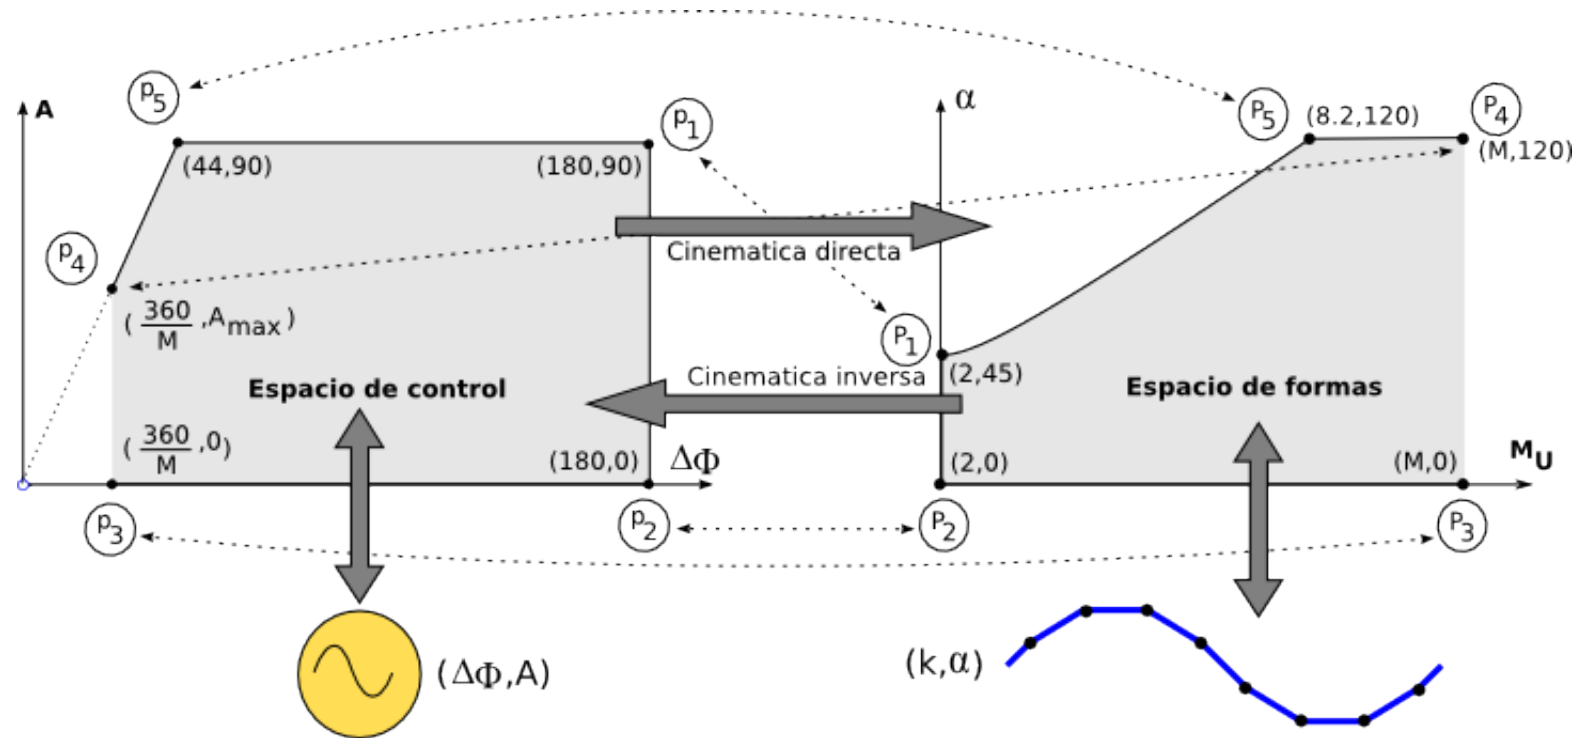 A
p5
(44,90)
(180,90)
p1
p4
(360/M ,Amax)
Espacio de control
(360/M ,0)
(180,0)
ΔΦ
p3
p2
Cinematica directa
Cinematica inversa
α
P5
(8.2,120)
P4
(M,120)
P1
(2,45)
Espacio de formas
(2,0)
(M,0)
MU
P2
P3
(ΔΦ,A)
(k,α)